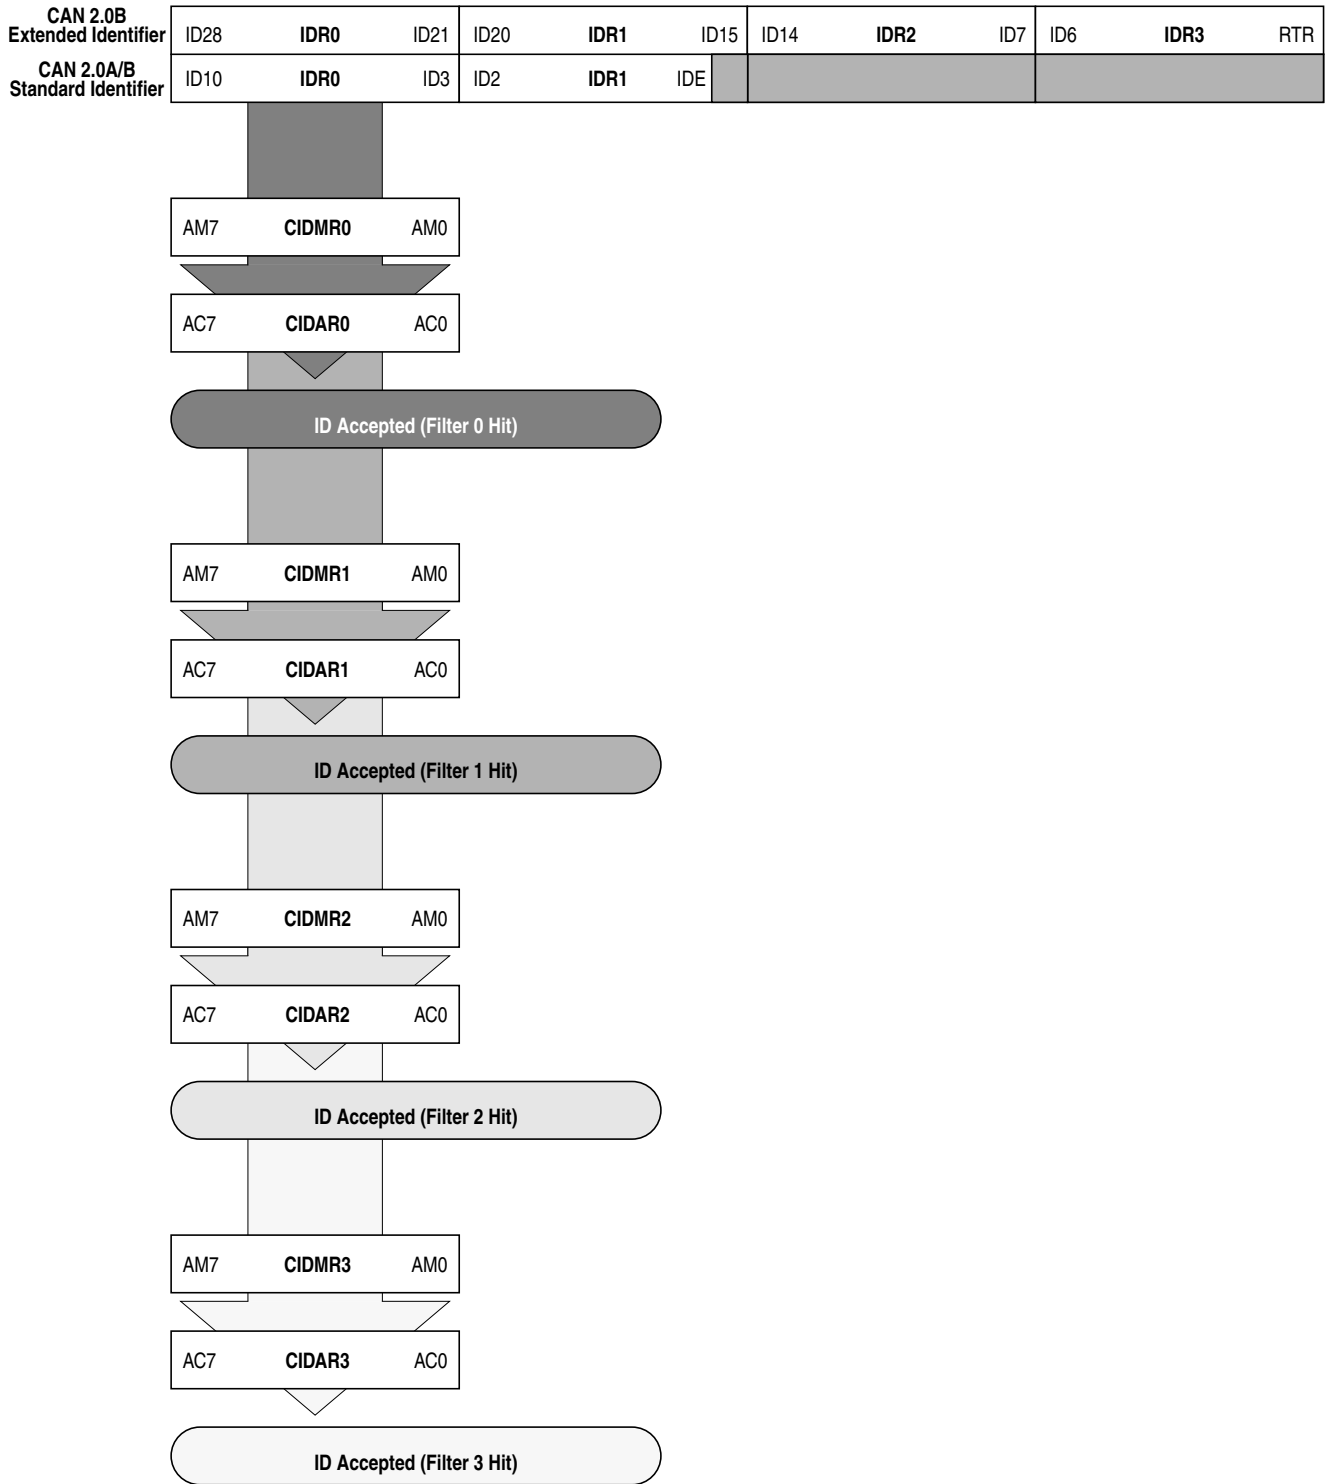 CAN 2.0B
Extended Identifier
ID28 IDR0 ID21 ID20 IDR1 ID15 ID14 IDR2 ID7 ID6 IDR3 RTR
CAN 2.0A/B
Standard Identifier
ID10 IDR0 ID3 ID2 IDR1 IDE
AM7 CIDMR0 AM0
AC7 CIDAR0 AC0
ID Accepted (Filter 0 Hit)
AM7 CIDMR1 AM0
AC7 CIDAR1 AC0
ID Accepted (Filter 1 Hit)
AM7 CIDMR2 AM0
AC7 CIDAR2 AC0
ID Accepted (Filter 2 Hit)
AM7 CIDMR3 AM0
AC7 CIDAR3 AC0
ID Accepted (Filter 3 Hit)